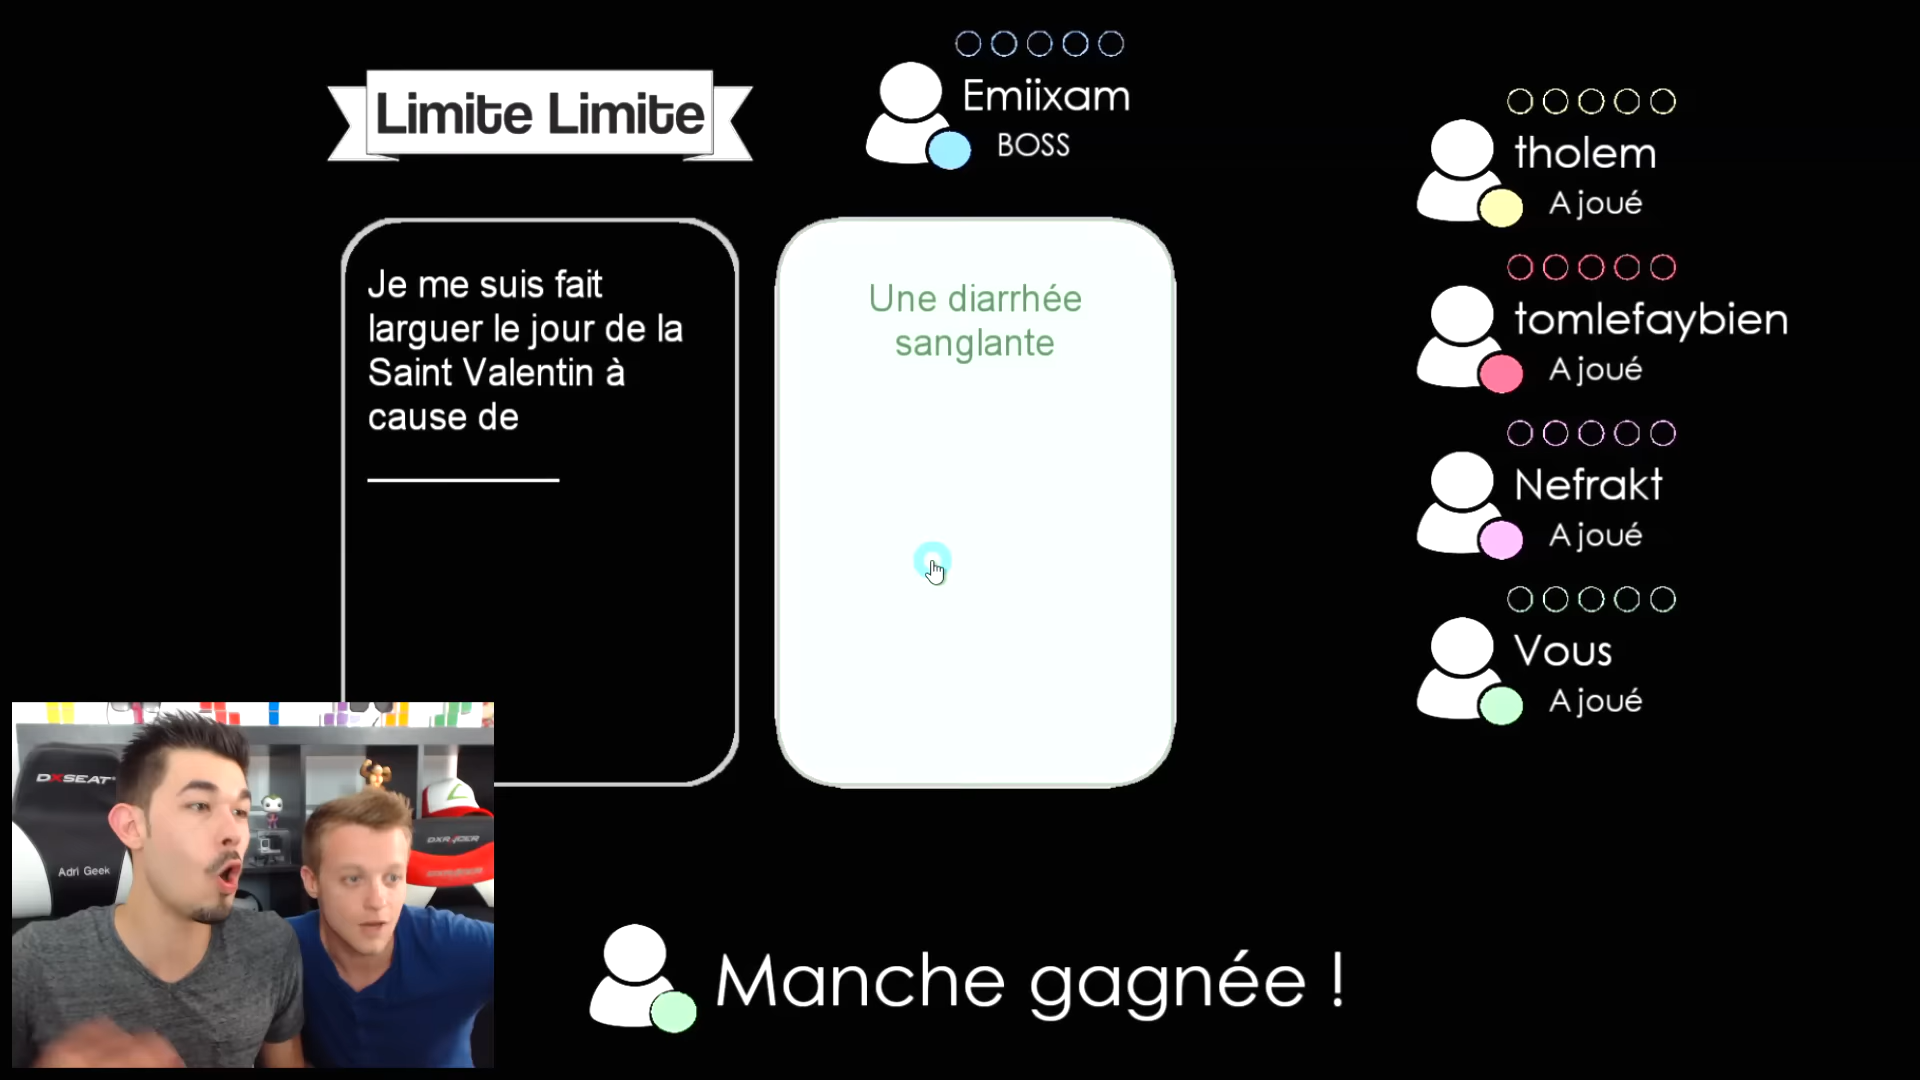 Limite Limite
Emiixam
BOSS
Je me suis fait
larguer le jour de la
Saint Valentin à
cause de
Une diarrhée
sanglante
tholem
A joué
tomlefaybien
A joué
Nefrakt
A joué
Vous
A joué
DXSEAT
Adri Geek
Manche gagnée !